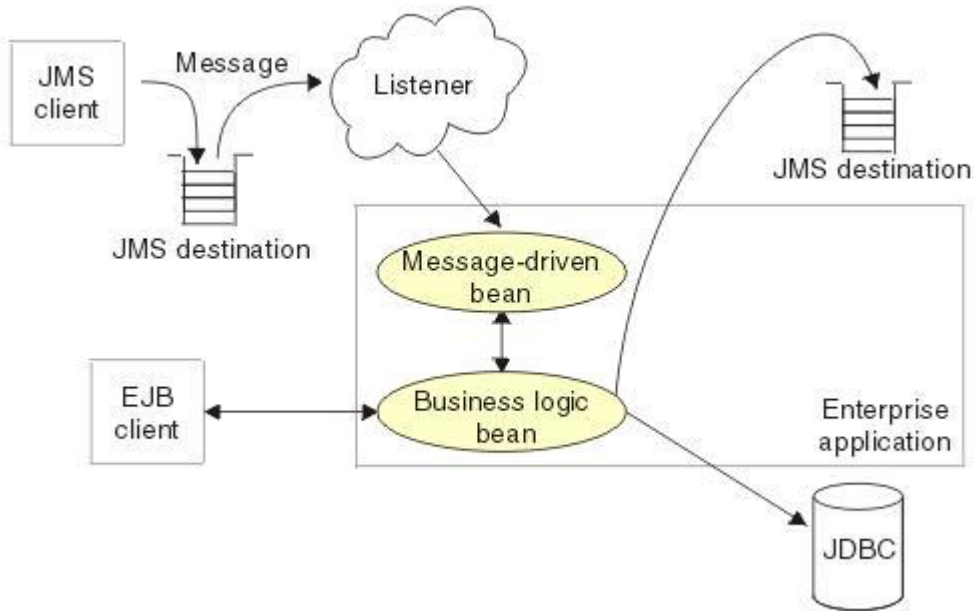 JMS
client
Message
Listener
JMS destination
JMS destination
Message-driven
bean
EJB
client
Business logic
bean
Enterprise
application
JDBC